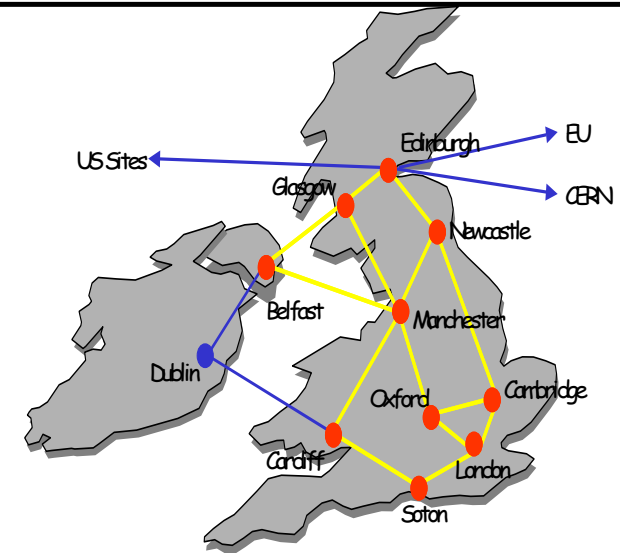 EU
Edinburgh
US Sites
Glasgow
CERN
Newcastle
Belfast
Manchester
Dublin
Cambridge
Oxford
Cardiff
London
Soton